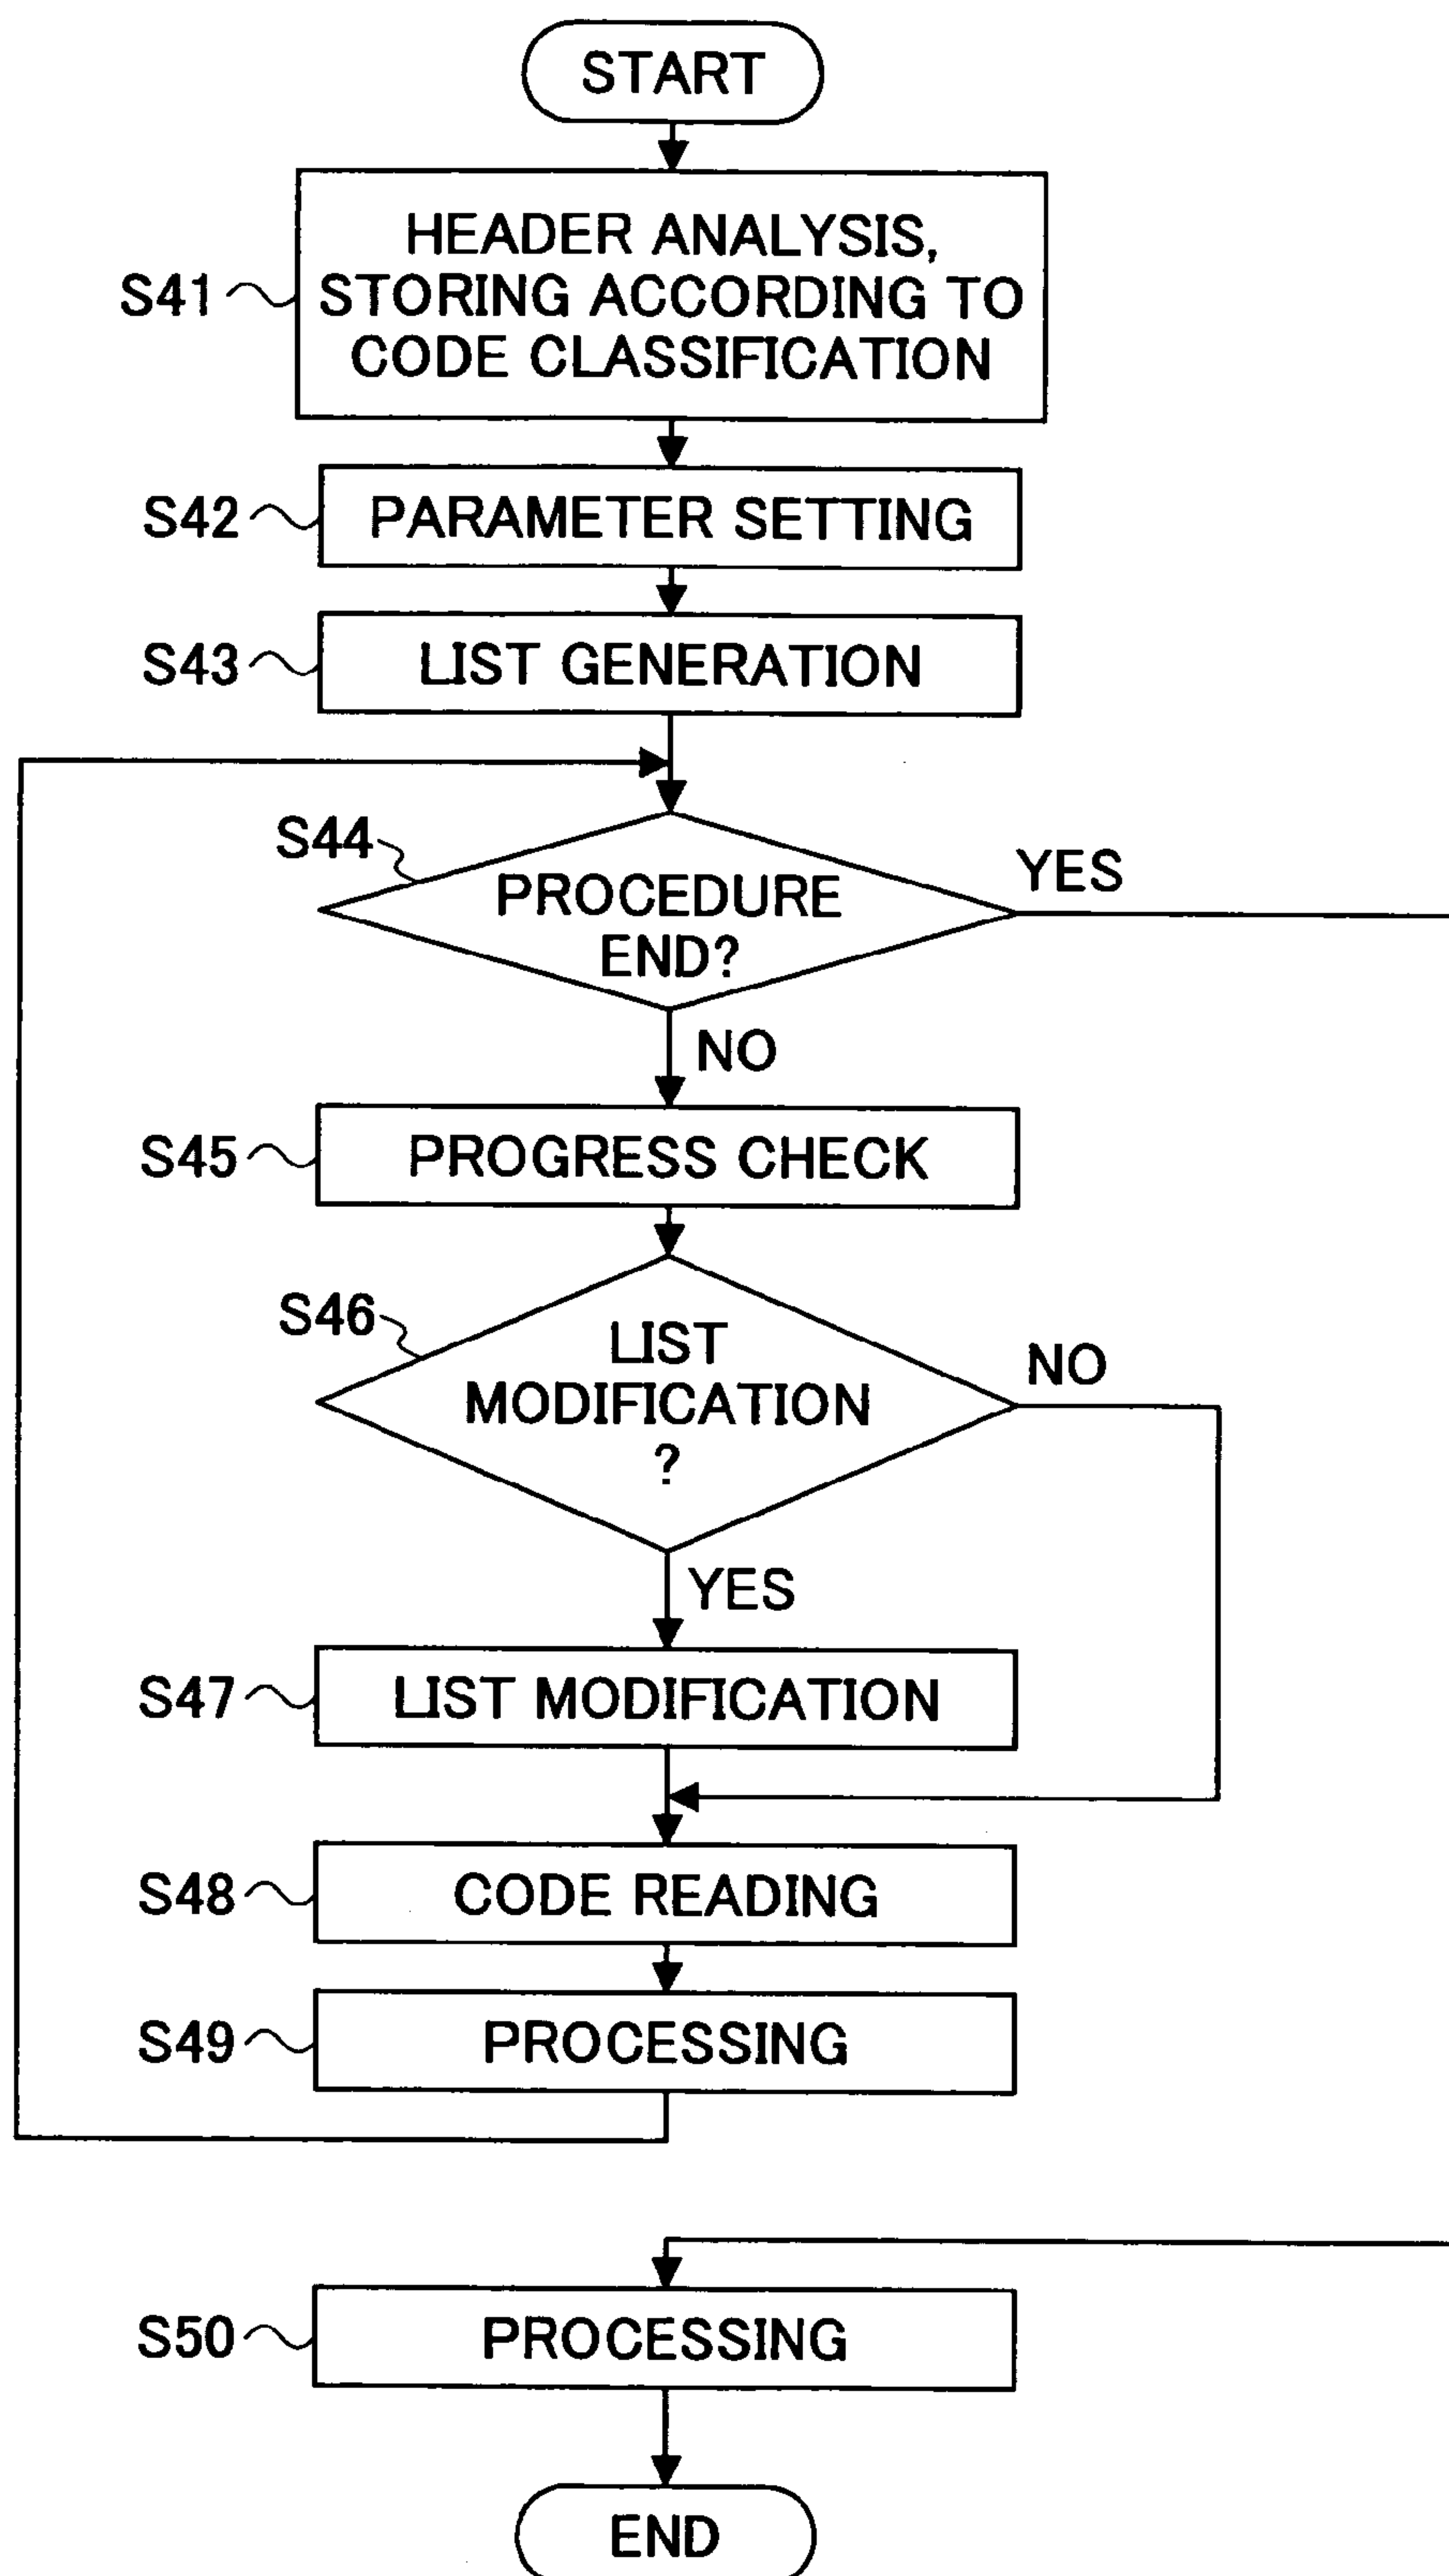 START
HEADER ANALYSIS,
S41 STORING ACCORDING TO
CODE CLASSIFICATION
S42 PARAMETER SETTING
S43 LIST GENERATION
S44
YES
PROCEDURE
END?
NO
S45 PROGRESS CHECK
S46
LIST
NO
MODIFICATION
?
YES
S47 LIST MODIFICATION
S48 CODE READING
S49 PROCESSING
S50 PROCESSING
END